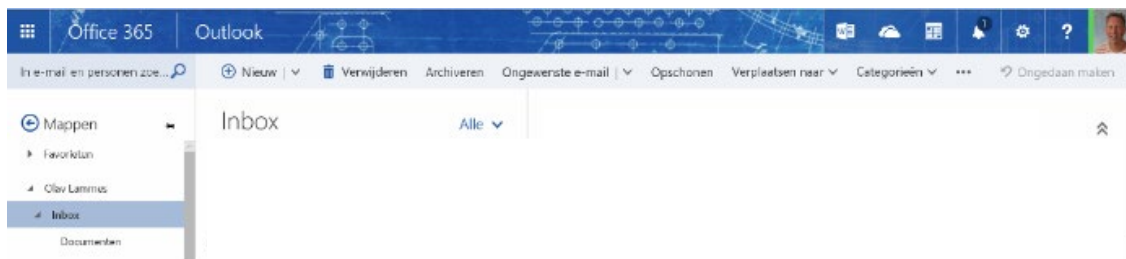 Office 365 Outlook 1 ?
In e-mail en personen zoe... Nieuw Verwijderen Archiveren Ongewenste e-mail Opschonen Verplaatsen naar Categorieën ... Ongedaan maken
Mappen Inbox Alle
Favorieten
Olav Lammes
Inbox
Documenten